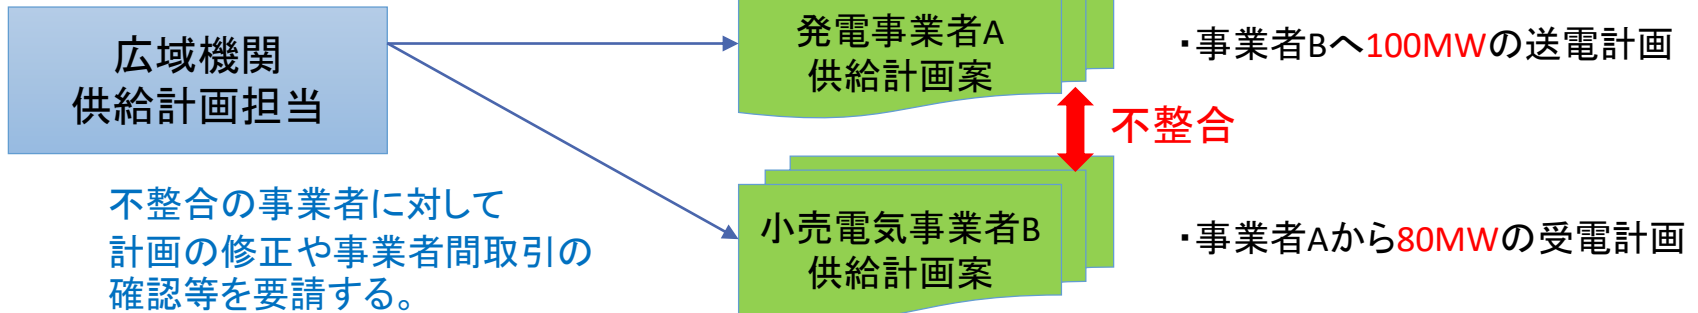 広域機関
供給計画担当
発電事業者A
供給計画案
・事業者Bへ100MWの送電計画
不整合
不整合の事業者に対して
計画の修正や事業者間取引の
確認等を要請する。
小売電気事業者B
供給計画案
・事業者Aから80MWの受電計画